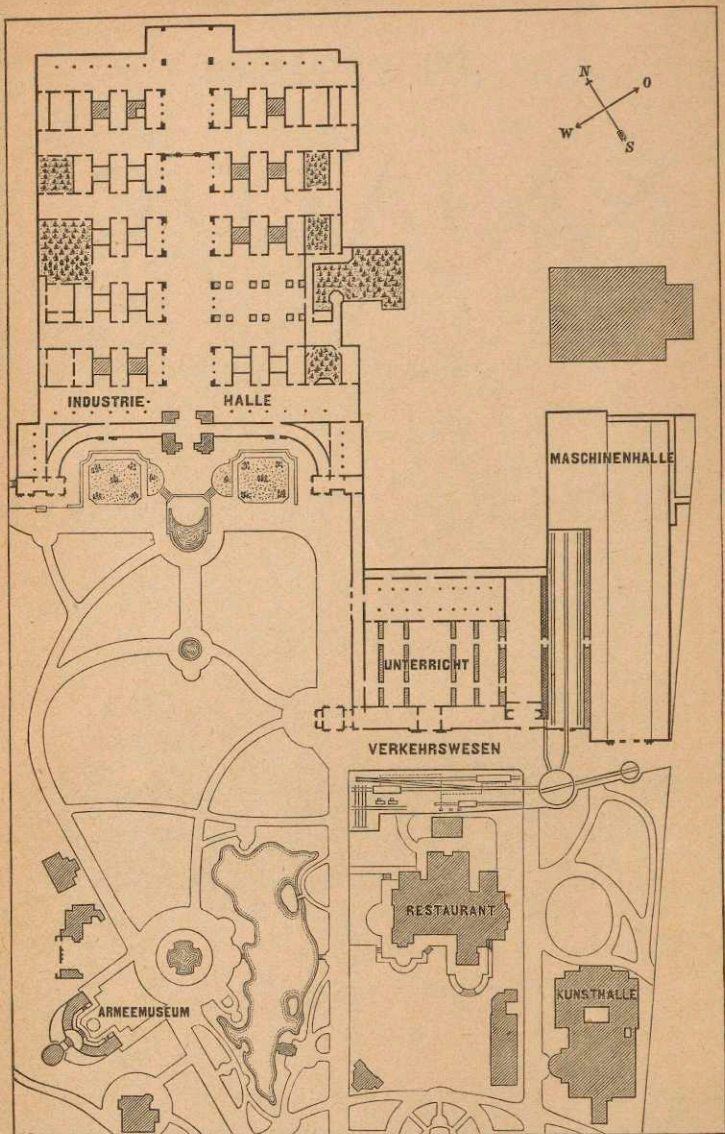 N
O
W
S
INDUSTRIE-
HALLE
MASCHINENHALLE
UNTERRICHT
VERKEHRSWESEN
RESTAURANT
KUNSTHALLE
ARMEEMUSEUM